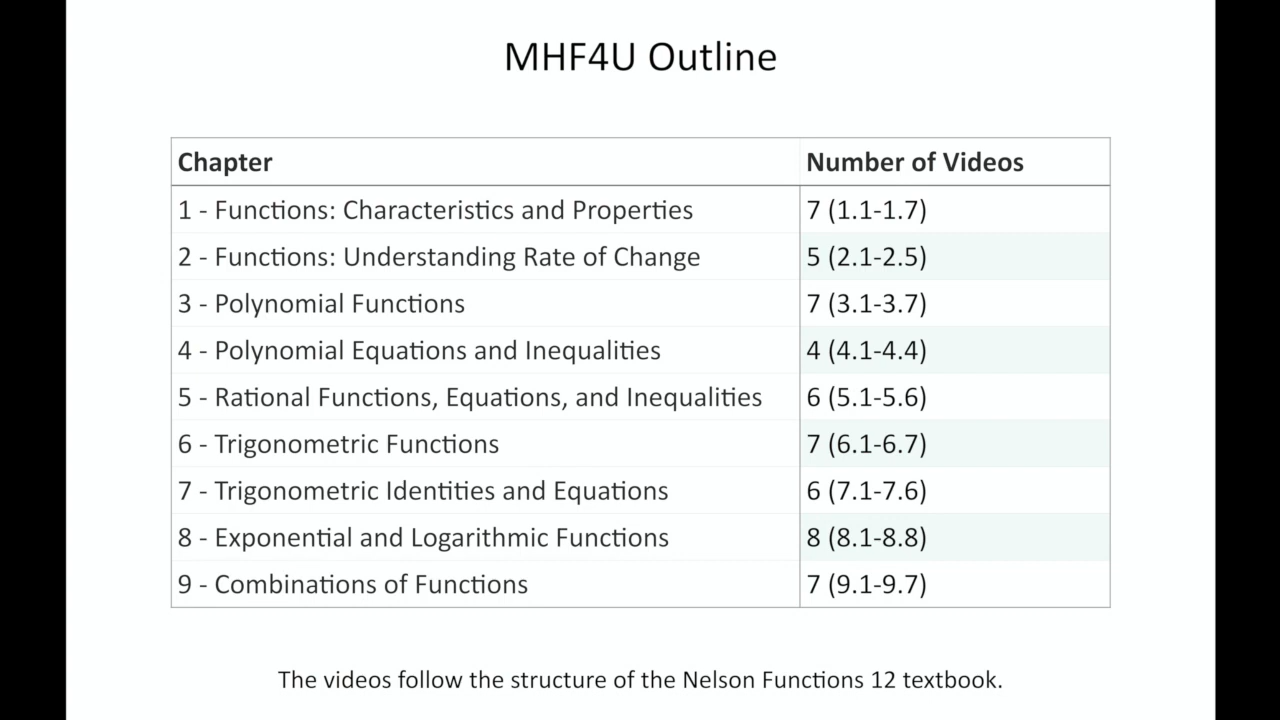 MHF4U Outline
Chapter Number of Videos
1 - Functions: Characteristics and Properties 7 (1.1-1.7)
2 - Functions: Understanding Rate of Change 5 (2.1-2.5)
3 - Polynomial Functions 7 (3.1-3.7)
4 - Polynomial Equations and Inequalities 4 (4.1-4.4)
5 - Rational Functions, Equations, and Inequalities 6 (5.1-5.6)
6 - Trigonometric Functions 7 (6.1-6.7)
7 - Trigonometric Identities and Equations 6 (7.1-7.6)
8 - Exponential and Logarithmic Functions 8 (8.1-8.8)
9 - Combinations of Functions 7 (9.1-9.7)
The videos follow the structure of the Nelson Functions 12 textbook.